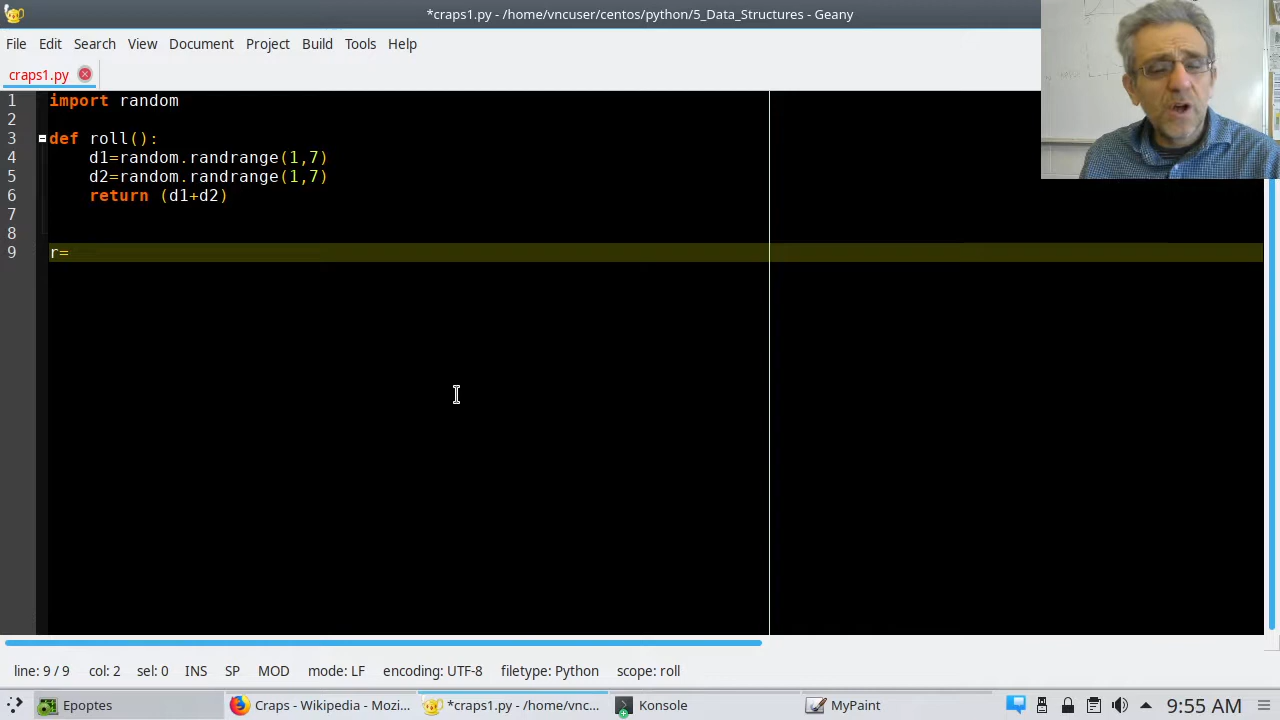 *craps1.py - /home/vncuser/centos/python/5_Data_Structures - Geany
File Edit Search View Document Project Build Tools Help
craps1.py
1 import random
2
3 def roll():
4 d1=random.randrange(1,7)
5 d2=random.randrange(1,7)
6 return (d1+d2)
7
8
9 r=
line: 9 / 9 col: 2 sel: 0 INS SP MOD mode: LF encoding: UTF-8 filetype: Python scope: roll
Epoptes Craps - Wikipedia - Mozi... *craps1.py - /home/vnc... Konsole MyPaint 9:55 AM